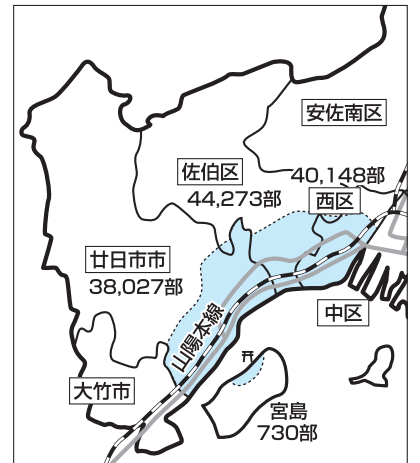 安佐南区
佐伯区
44,273部
40,148部
西区
廿日市市
38,027部
山陽本線
中区
大竹市
宮島
730部